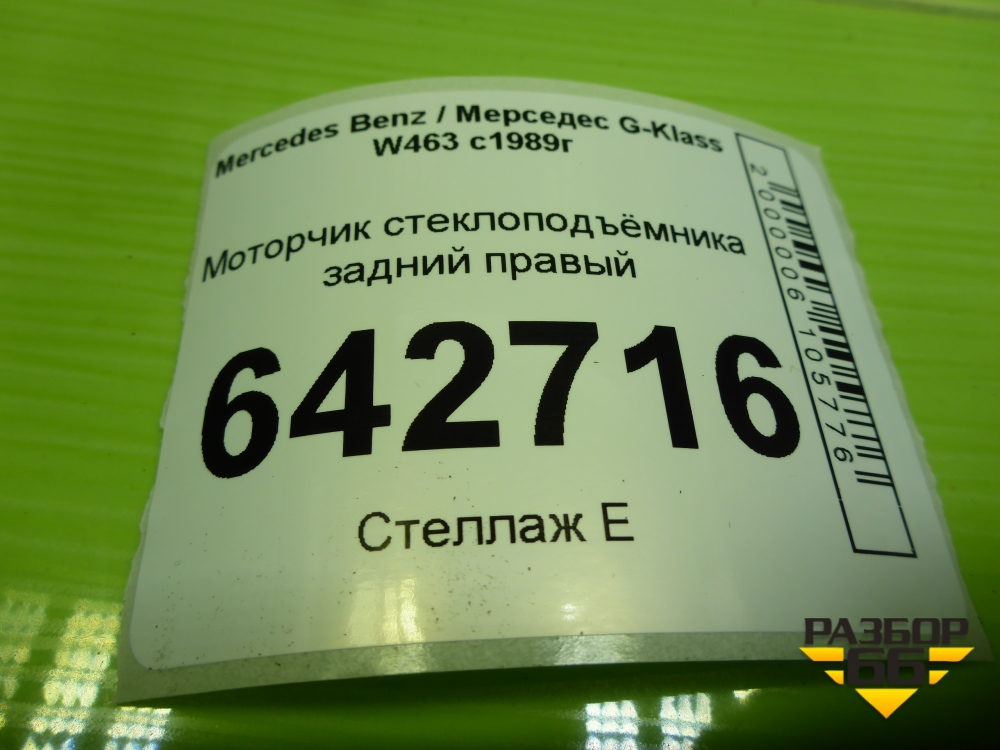 Mercedes Benz / Мерседес G-Klass
W463 с1989г
Моторчик стеклоподъёмника
задний правый
642716
Стеллаж Е
2000006105776
РАЗБОР
66